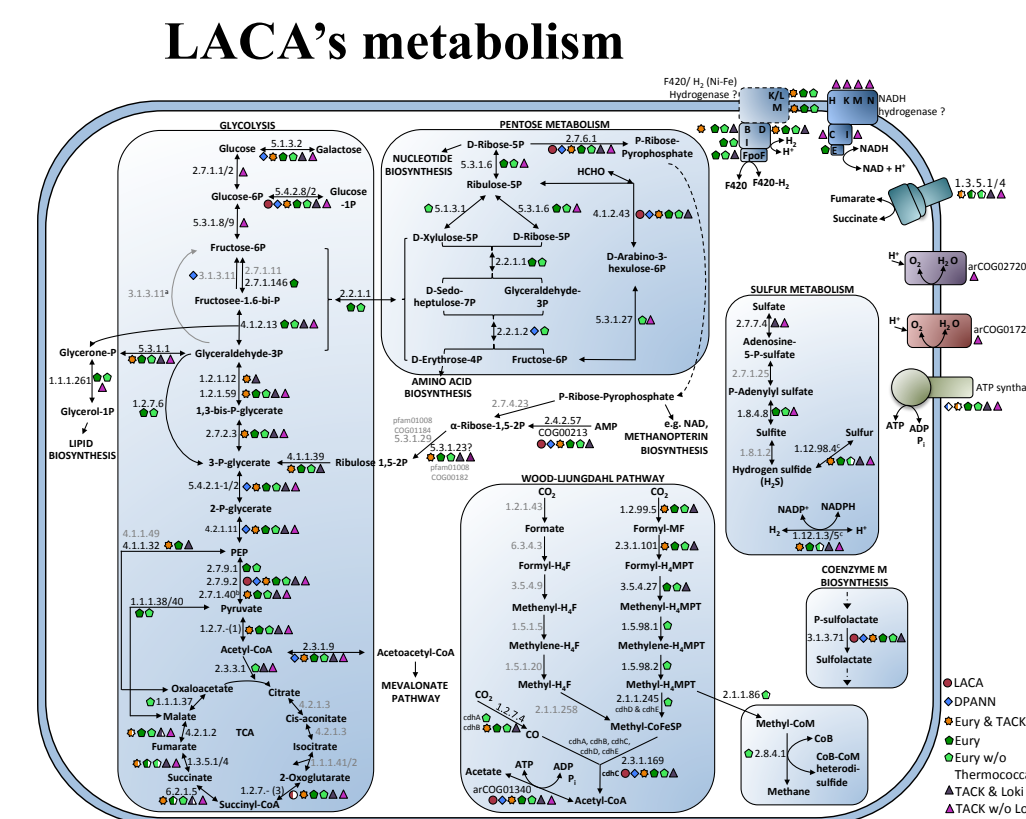 LACA's metabolism
F420/ H2 (Ni-Fe)
Hydrogenase ?
K/L
M
H K M N
NADH
hydrogenase ?
B D
I
FpoF
H2
H+
F420
F420-H2
C I
E
NADH
NAD + H+
1.3.5.1/4
Fumarate
Succinate
H+
O2
H2O
arCOG02720
H+
O2
H2O
arCOG0172
ATP syntha
ATP
ADP
Pi
GLYCOLYSIS
Glucose
5.1.3.2
Galactose
2.7.1.1/2
Glucose-6P
5.4.2.8/2
Glucose
-1P
5.3.1.8/9
Fructose-6P
3.1.3.11
2.7.1.11
2.7.1.146
3.1.3.11a
Fructosee-1.6-bi-P
4.1.2.13
2.2.1.1
Glycerone-P
5.3.1.1
Glyceraldehyde-3P
1.1.1.261
Glycerol-1P
LIPID
BIOSYNTHESIS
1.2.7.6
1.2.1.12
1.2.1.59
1,3-bis-P-glycerate
2.7.2.3
3-P-glycerate
4.1.1.39
Ribulose 1,5-2P
5.4.2.1-1/2
2-P-glycerate
4.2.1.11
4.1.1.49
4.1.1.32
PEP
2.7.9.1
2.7.9.2
2.7.1.40b
1.1.1.38/40
Pyruvate
1.2.7.-(1)
Acetyl-CoA
2.3.1.9
Acetoacetyl-CoA
MEVALONATE
PATHWAY
2.3.3.1
Oxaloacetate
Citrate
1.1.1.37
4.2.1.3
Malate
Cis-aconitate
4.2.1.2
TCA
4.2.1.3
Fumarate
Isocitrate
1.3.5.1/4
1.1.1.41/2
Succinate
2-Oxoglutarate
6.2.1.5
1.2.7.- (3)
Succinyl-CoA
PENTOSE METABOLISM
D-Ribose-5P
2.7.6.1
P-Ribose-
Pyrophosphate
NUCLEOTIDE
BIOSYNTHESIS
5.3.1.6
HCHO
Ribulose-5P
5.3.1.1
5.3.1.6
4.1.2.43
D-Xylulose-5P
D-Ribose-5P
2.2.1.1
D-Arabino-3-
hexulose-6P
D-Sedo-
heptulose-7P
Glyceraldehyde-
3P
2.2.1.2
5.3.1.27
D-Erythrose-4P
Fructose-6P
AMINO ACID
BIOSYNTHESIS
2.7.4.23
P-Ribose-Pyrophosphate
pfam01008
COG01184
5.3.1.29
α-Ribose-1,5-2P
2.4.2.57
COG00213
AMP
5.3.1.23?
pfam01008
COG00182
e.g. NAD,
METHANOPTERIN
BIOSYNTHESIS
WOOD-LJUNGDAHL PATHWAY
CO2
CO2
1.2.1.43
1.2.99.5
Formate
Formyl-MF
6.3.4.3
2.3.1.101
Formyl-H4F
Formyl-H4MPT
3.5.4.9
3.5.4.27
Methenyl-H4F
Methenyl-H4MPT
1.5.1.5
1.5.98.1
Methylene-H4F
Methylene-H4MPT
1.5.1.20
1.5.98.2
Methyl-H4F
Methyl-H4MPT
CO2
1.2.7.4
2.1.1.258
2.1.1.245
cdhD & cdhE
2.1.1.86
cdhA
cdhB
CO
Methyl-CoFeSP
cdhA, cdhB, cdhC,
cdhD, cdhE
ATP
ADP
Pi
cdhC
2.3.1.169
Acetate
arCOG01340
Acetyl-CoA
SULFUR METABOLISM
Sulfate
2.7.7.4
Adenosine-
5-P-sulfate
2.7.1.25
P-Adenylyl sulfate
1.8.4.8
Sulfite
Sulfur
1.8.1.2
1.12.98.4c
Hydrogen sulfide
(H2S)
NADP+
NADPH
H2
H+
1.12.1.3/5c
COENZYME M
BIOSYNTHESIS
P-sulfolactate
3.1.3.71
Sulfolactate
Methyl-CoM
CoB
2.8.4.1
CoB-CoM
heterodi-
sulfide
Methane
LACA
DPANN
Eury & TACK
Eury
Eury w/o
Thermococca
TACK & Loki
TACK w/o Lo